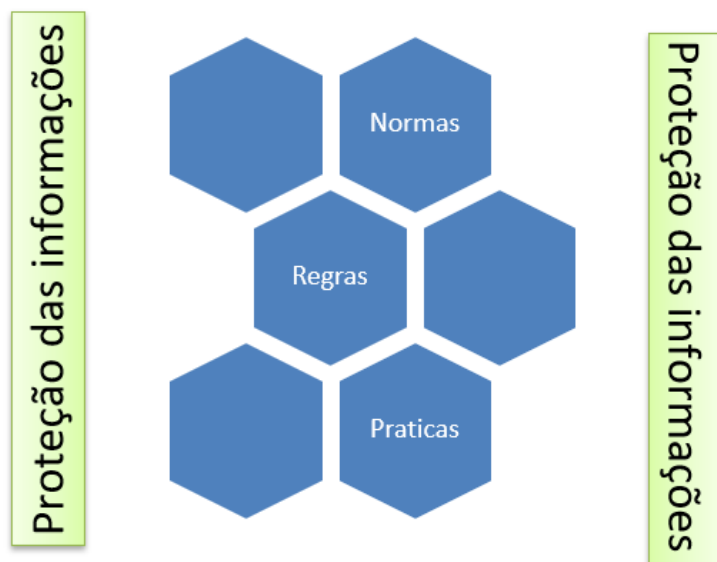 Proteção das informações
Normas
Regras
Praticas
Proteção das informações